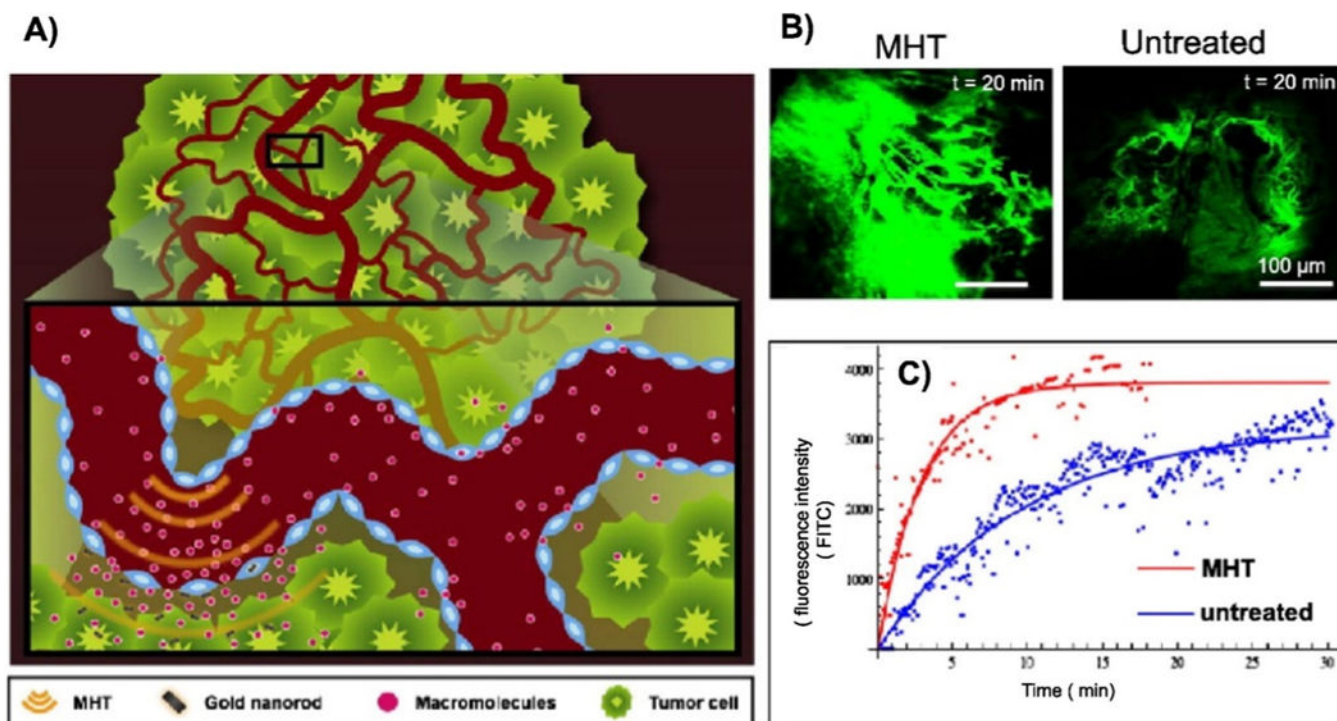 A)
MHT
Gold nanorod
Macromolecules
Tumor cell
B)
MHT
Untreated
t = 20 min
t = 20 min
100 µm
C)
4000
3000
2000
1000
( fluorescence intensity
( FITC)
MHT
untreated
5
10
15
20
25
30
Time ( min)